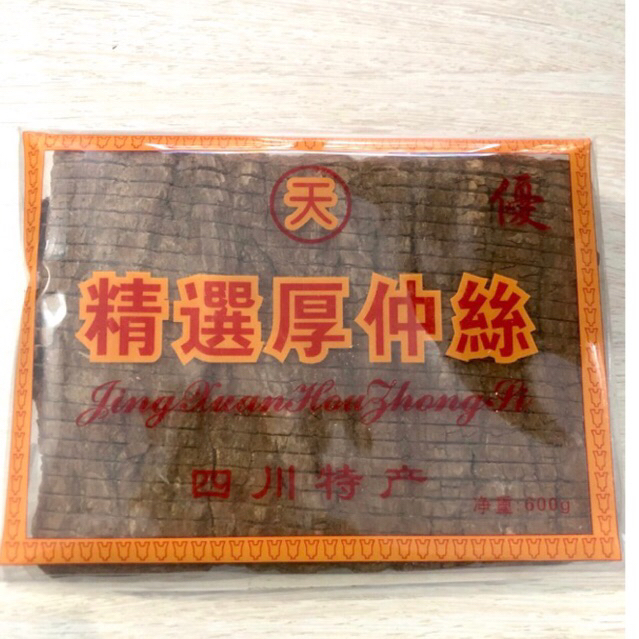 天
優
精選厚仲絲
JingXuanHouZhongSi
四川特产
净重 600g